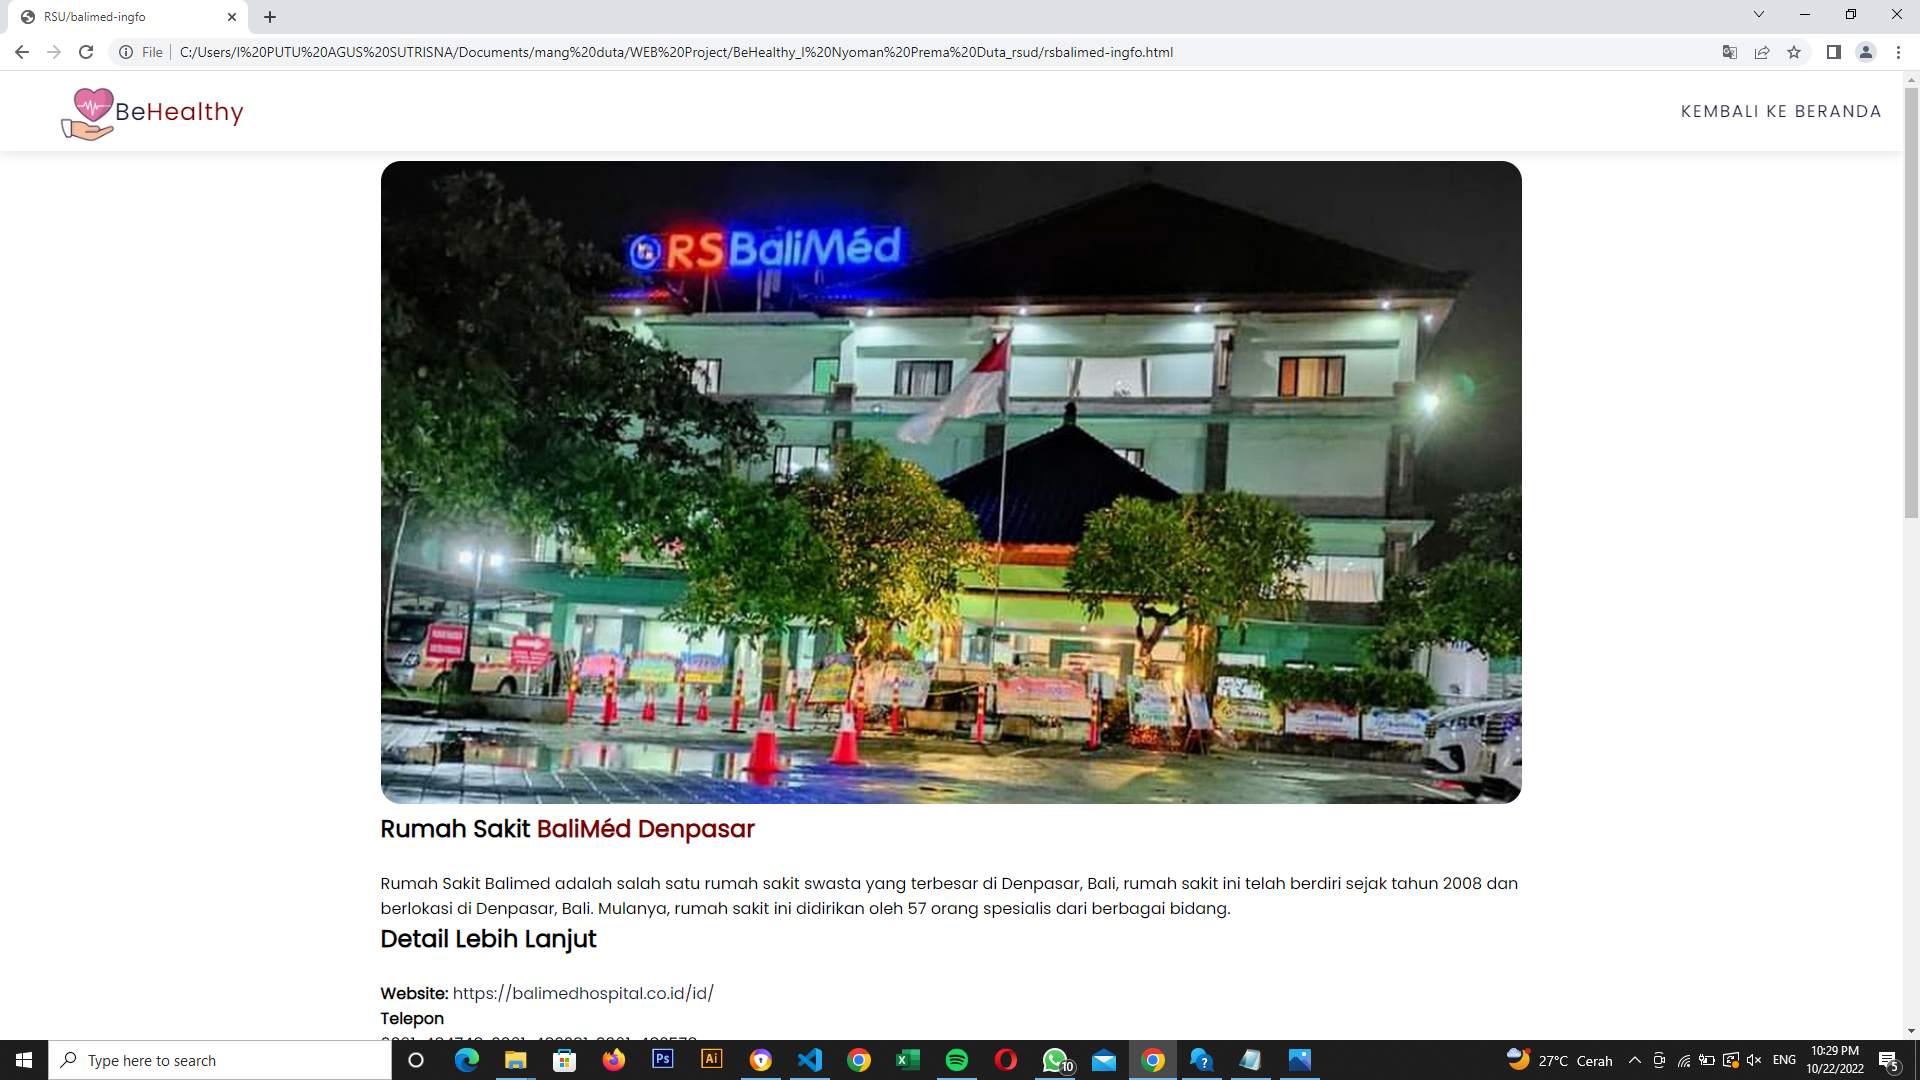 RSU/balimed-ingfo
File
C:/Users/I%20PUTU%20AGUS%20SUTRISNA/Documents/mang%20duta/WEB%20Project/BeHealthy_I%20Nyoman%20Prema%20Duta_rsud/rsbalimed-ingfo.html
BeHealthy
KEMBALI KE BERANDA
RS BaliMéd
Rumah Sakit BaliMéd Denpasar
Rumah Sakit Balimed adalah salah satu rumah sakit swasta yang terbesar di Denpasar, Bali, rumah sakit ini telah berdiri sejak tahun 2008 dan
berlokasi di Denpasar, Bali. Mulanya, rumah sakit ini didirikan oleh 57 orang spesialis dari berbagai bidang.
Detail Lebih Lanjut
Website: https://balimedhospital.co.id/id/
Telepon
Type here to search
Ps
Ai
10
27°C Cerah
ENG
10:29 PM
10/22/2022
5